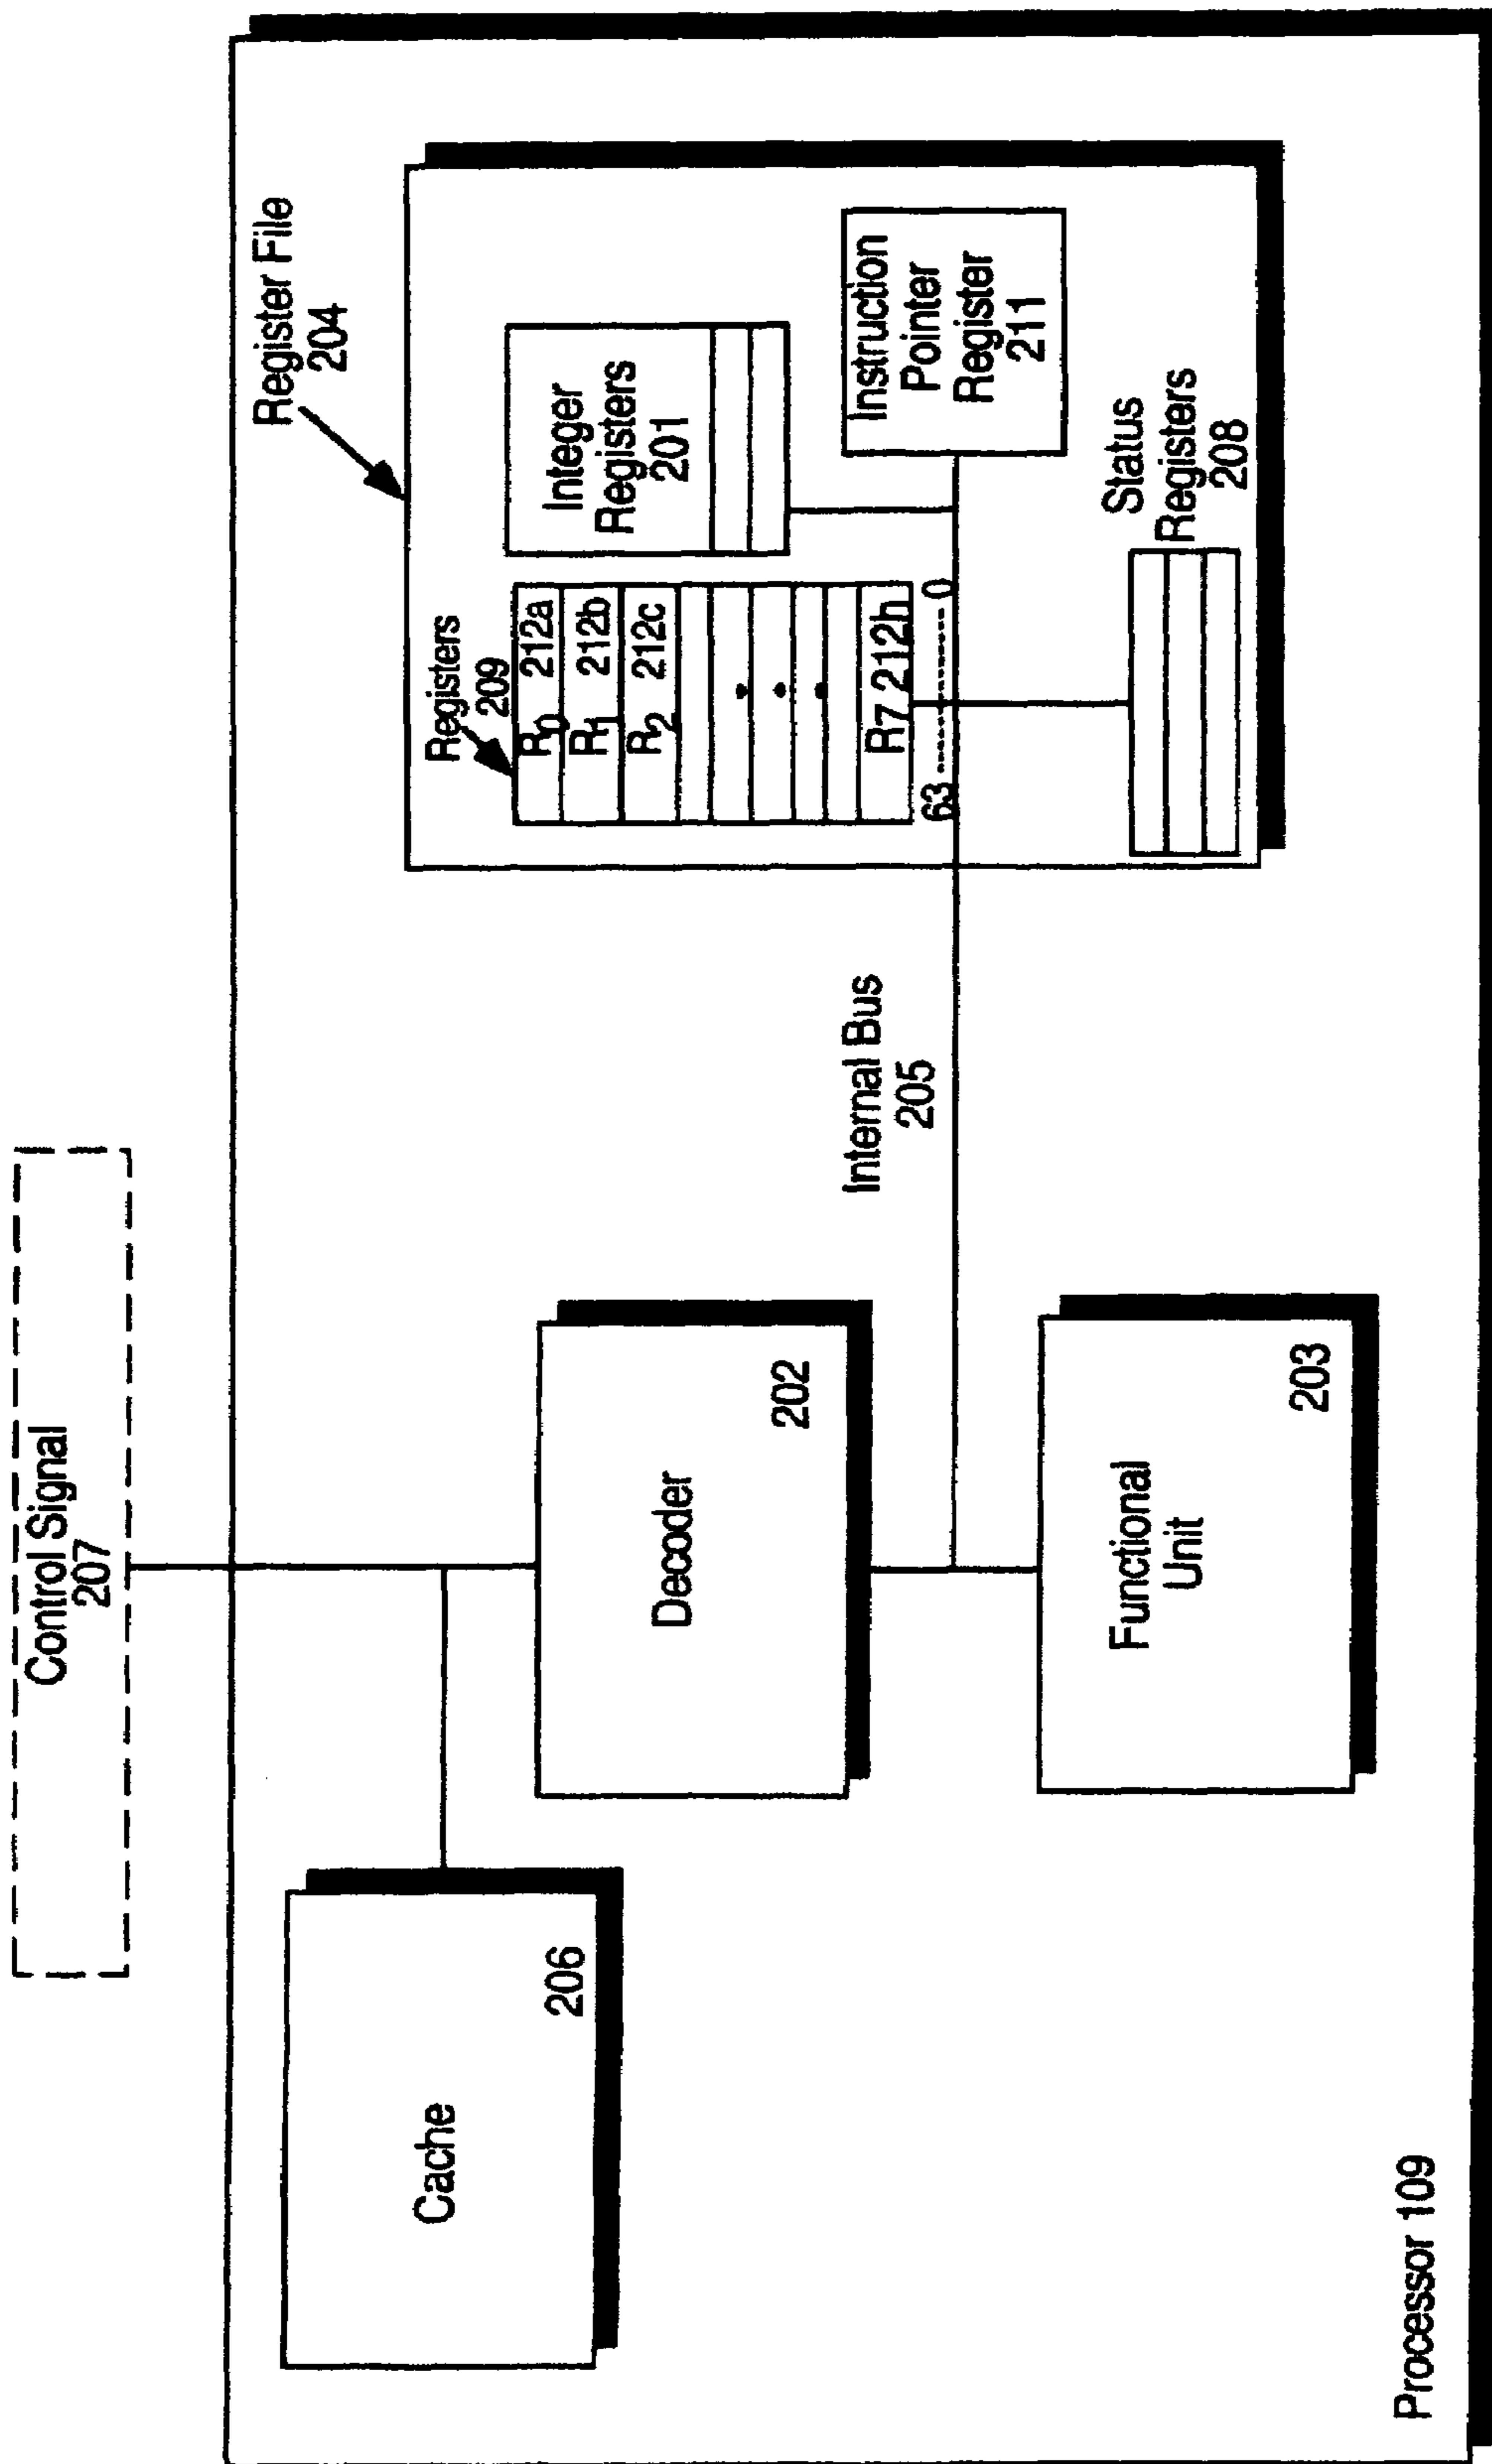 Control Signal
207
Register File
204
Registers
209
R0 212a
R1 212b
R2 212c
R7 212h
63 0
Integer
Registers
201
Instruction
Pointer
Register
211
Status
Registers
208
Internal Bus
205
Cache
206
Decoder
202
Functional
Unit
203
Processor 109